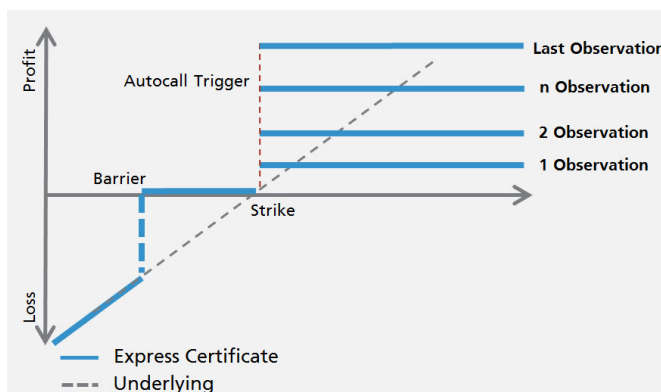 Profit
Last Observation
Autocall Trigger
n Observation
2 Observation
1 Observation
Barrier
Strike
Loss
Express Certificate
Underlying